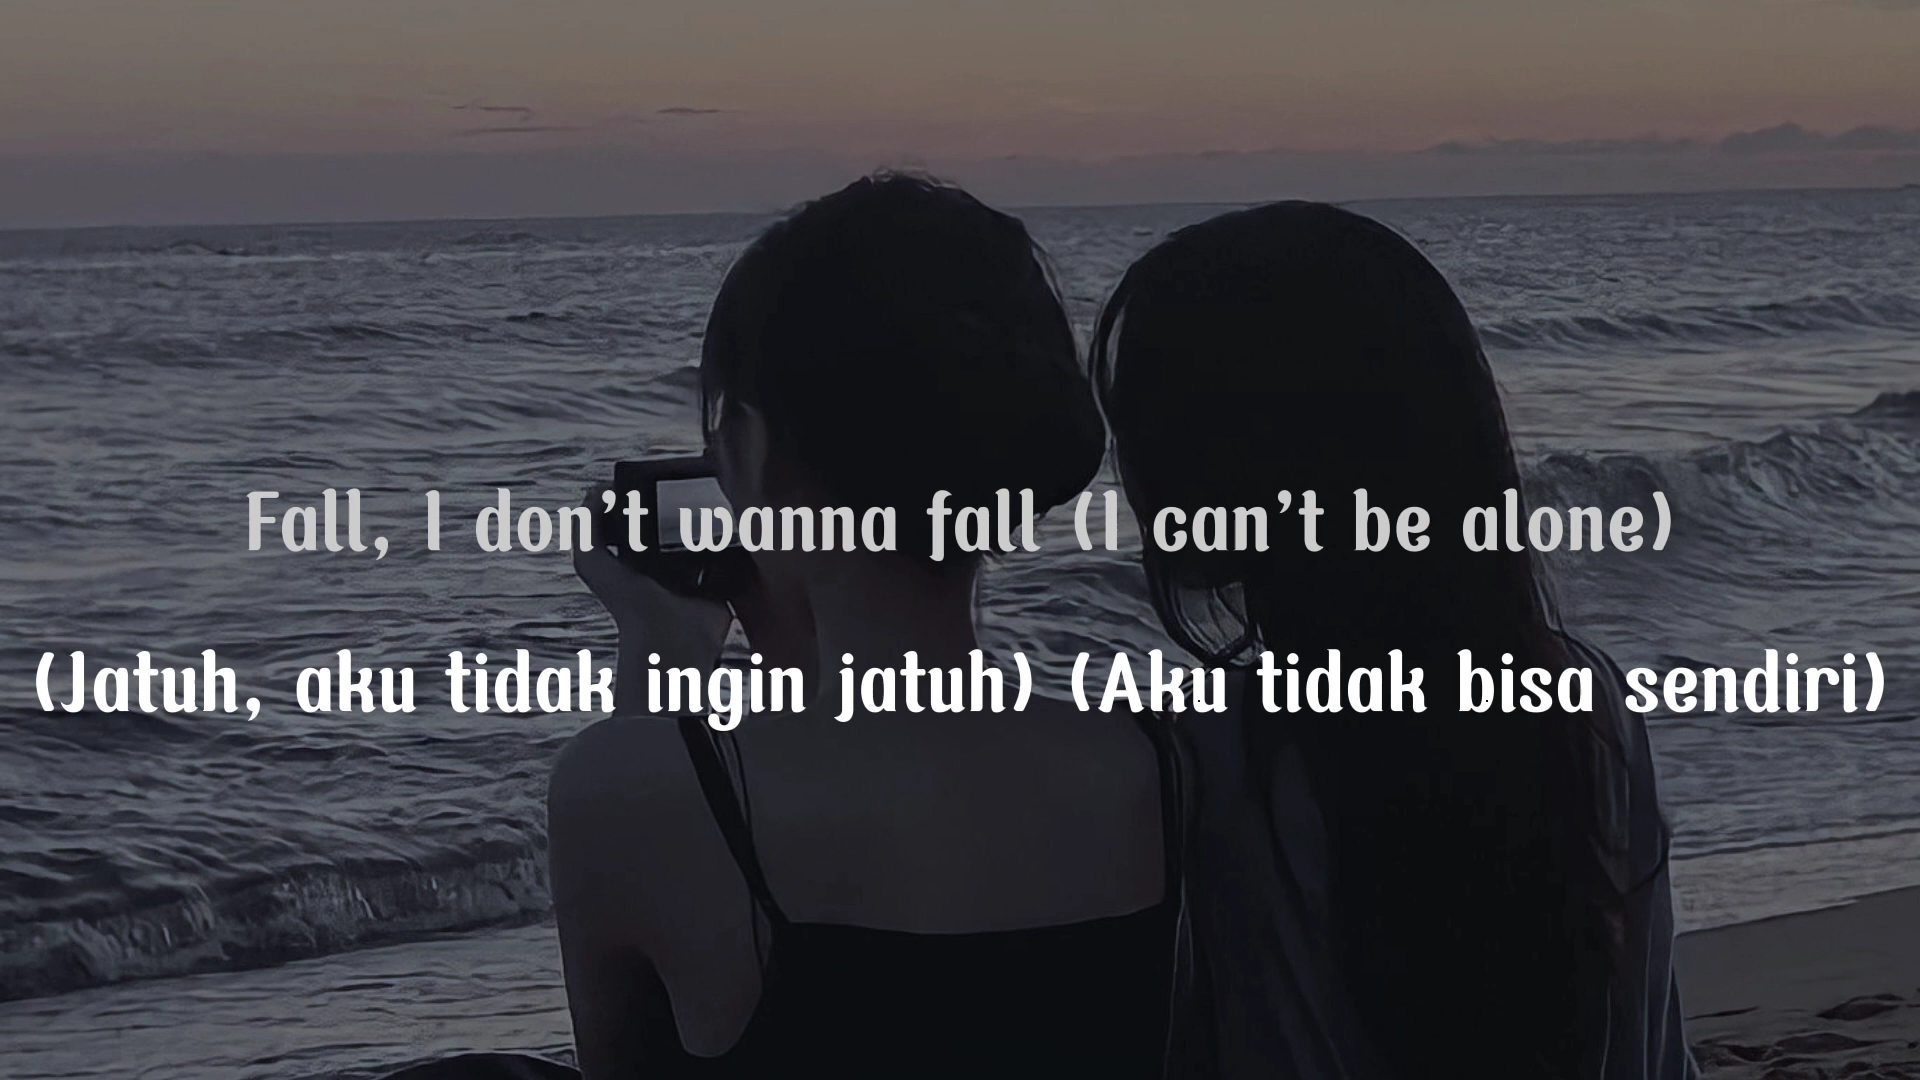 Fall, I don’t wanna fall (I can’t be alone)
(Jatuh, aku tidak ingin jatuh) (Aku tidak bisa sendiri)